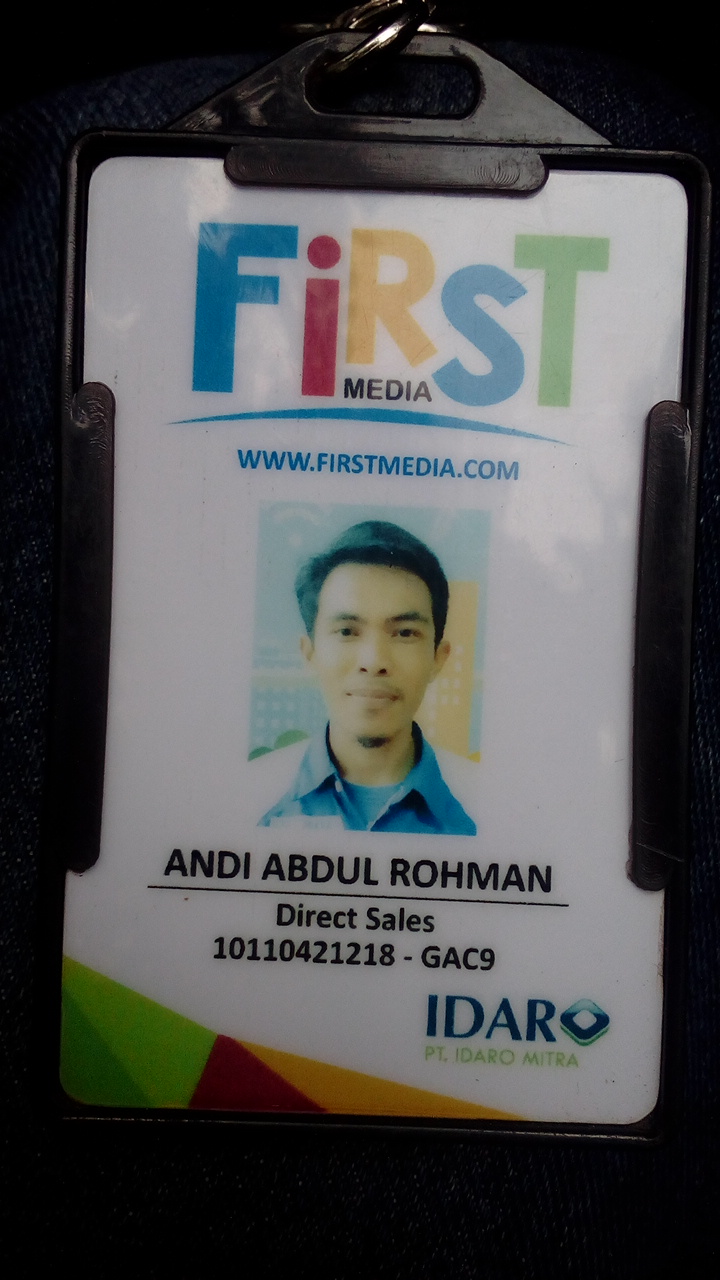 FiRST
MEDIA
WWW.FIRSTMEDIA.COM
ANDI ABDUL ROHMAN
Direct Sales
10110421218 - GAC9
IDARO
PT. IDARO MITRA